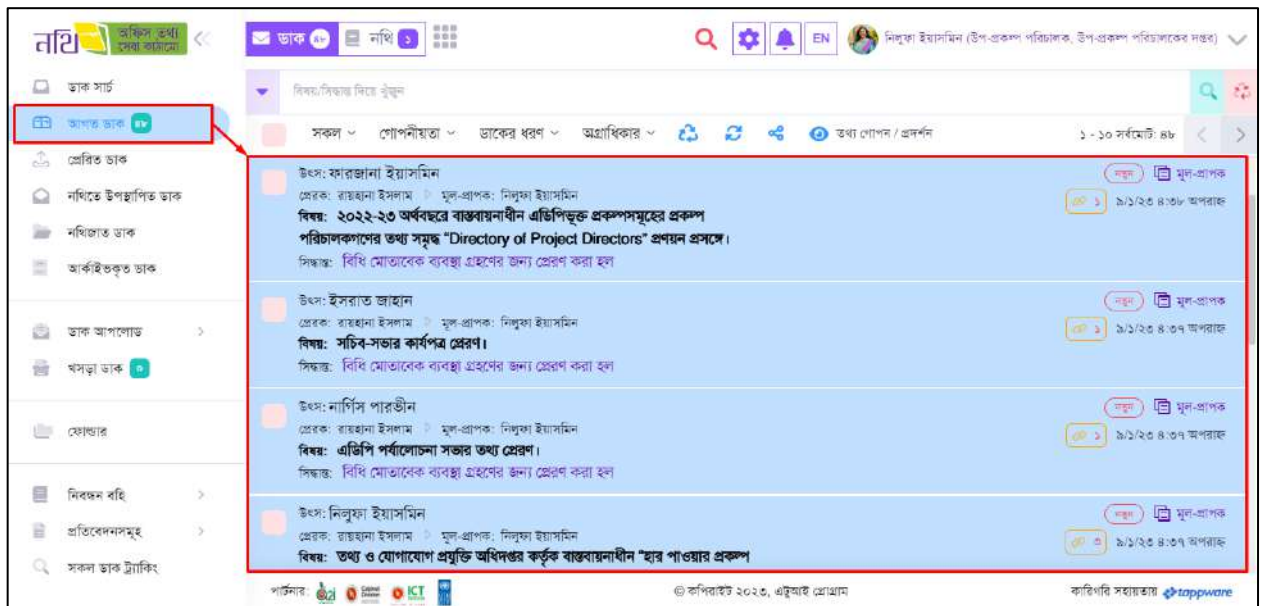 নথি অফিস তথ্য সেবা কাঠামো
ডাক ৪৮ নথি ১ EN নিলুফা ইয়াসমিন (উপ-প্রকল্প পরিচালক, উপ-প্রকল্প পরিচালকের দপ্তর)
ডাক সার্চ
আগত ডাক ৪৮
প্রেরিত ডাক
নথিতে উপস্থাপিত ডাক
নথিজাত ডাক
আর্কাইভকৃত ডাক
ডাক আপলোড
খসড়া ডাক
ফোল্ডার
নিবন্ধন বহি
প্রতিবেদনসমূহ
সকল ডাক ট্র্যাকিং
বিষয়/সিদ্ধান্ত দিয়ে খুঁজুন
সকল গোপনীয়তা ডাকের ধরণ অগ্রাধিকার তথ্য গোপন / প্রদর্শন ১ - ১০ সর্বমোট: ৪৮
উৎস: ফারজানা ইয়াসমিন নতুন মূল-প্রাপক
প্রেরক: রায়হানা ইসলাম মূল-প্রাপক: নিলুফা ইয়াসমিন ১ ৯/১/২৩ ৪:৩৮ অপরাহ্ন
বিষয়: ২০২২-২৩ অর্থবছরে বাস্তবায়নাধীন এডিপিভূক্ত প্রকল্পসমূহের প্রকল্প
পরিচালকগণের তথ্য সমৃদ্ধ “Directory of Project Directors” প্রণয়ন প্রসঙ্গে।
সিদ্ধান্ত: বিধি মোতাবেক ব্যবস্থা গ্রহণের জন্য প্রেরণ করা হল
উৎস: ইসরাত জাহান নতুন মূল-প্রাপক
প্রেরক: রায়হানা ইসলাম মূল-প্রাপক: নিলুফা ইয়াসমিন ১ ৯/১/২৩ ৪:৩৭ অপরাহ্ন
বিষয়: সচিব-সভার কার্যপত্র প্রেরণ।
সিদ্ধান্ত: বিধি মোতাবেক ব্যবস্থা গ্রহণের জন্য প্রেরণ করা হল
উৎস: নার্গিস পারভীন নতুন মূল-প্রাপক
প্রেরক: রায়হানা ইসলাম মূল-প্রাপক: নিলুফা ইয়াসমিন ১ ৯/১/২৩ ৪:৩৭ অপরাহ্ন
বিষয়: এডিপি পর্যালোচনা সভার তথ্য প্রেরণ।
সিদ্ধান্ত: বিধি মোতাবেক ব্যবস্থা গ্রহণের জন্য প্রেরণ করা হল
উৎস: নিলুফা ইয়াসমিন নতুন মূল-প্রাপক
প্রেরক: রায়হানা ইসলাম মূল-প্রাপক: নিলুফা ইয়াসমিন ৩ ৯/১/২৩ ৪:৩৭ অপরাহ্ন
বিষয়: তথ্য ও যোগাযোগ প্রযুক্তি অধিদপ্তর কর্তৃক বাস্তবায়নাধীন “হার পাওয়ার প্রকল্প
পার্টনার: a2i ICT © কপিরাইট ২০২৩, এটুআই প্রোগ্রাম কারিগরি সহায়তায় tappware